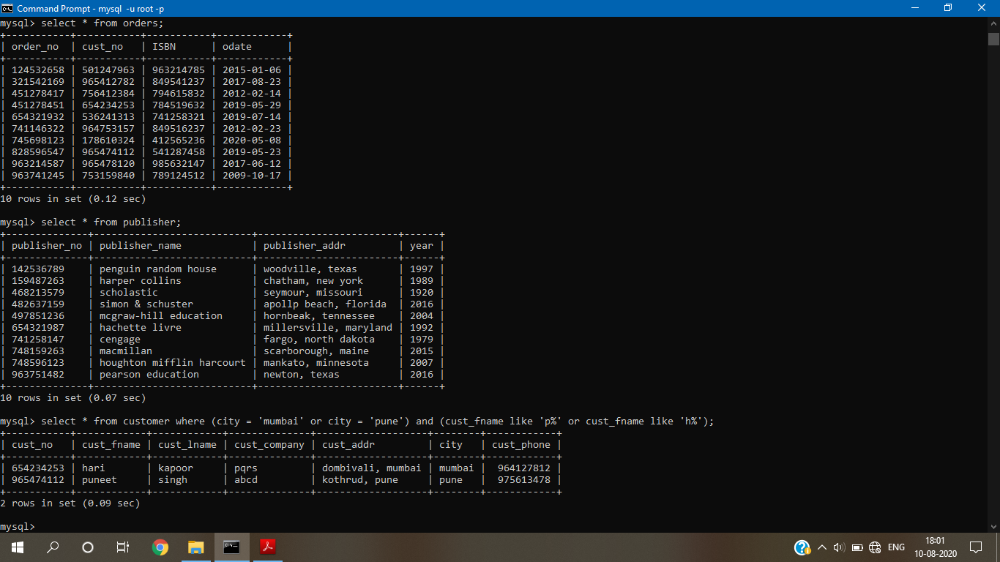 Command Prompt - mysql  -u root -p
mysql> select * from orders;
+-----------+-----------+-----------+------------+
| order_no  | cust_no   | ISBN      | odate      |
+-----------+-----------+-----------+------------+
| 124532658 | 501247963 | 963214785 | 2015-01-06 |
| 321542169 | 965412782 | 849541237 | 2017-08-23 |
| 451278417 | 756412384 | 794615832 | 2012-02-14 |
| 451278451 | 654234253 | 784519632 | 2019-05-29 |
| 654321932 | 536241313 | 741258321 | 2019-07-14 |
| 741146322 | 964753157 | 849516237 | 2012-02-23 |
| 745698123 | 178610324 | 412565236 | 2020-05-08 |
| 828596547 | 965474112 | 541287458 | 2019-05-23 |
| 963214587 | 965478120 | 985632147 | 2017-06-12 |
| 963741245 | 753159840 | 789124512 | 2009-10-17 |
+-----------+-----------+-----------+------------+
10 rows in set (0.12 sec)
mysql> select * from publisher;
+--------------+---------------------------+------------------------+------+
| publisher_no | publisher_name            | publisher_addr         | year |
+--------------+---------------------------+------------------------+------+
| 142536789    | penguin random house      | woodville, texas       | 1997 |
| 159487263    | harper collins            | chatham, new york      | 1989 |
| 468213579    | scholastic                | seymour, missouri      | 1920 |
| 482637159    | simon & schuster          | apollp beach, florida  | 2016 |
| 497851236    | mcgraw-hill education     | hornbeak, tennessee    | 2004 |
| 654321987    | hachette livre            | millersville, maryland | 1992 |
| 741258147    | cengage                   | fargo, north dakota    | 1979 |
| 748159263    | macmillan                 | scarborough, maine     | 2015 |
| 748596123    | houghton mifflin harcourt | mankato, minnesota     | 2007 |
| 963751482    | pearson education         | newton, texas          | 2016 |
+--------------+---------------------------+------------------------+------+
10 rows in set (0.07 sec)
mysql> select * from customer where (city = 'mumbai' or city = 'pune') and (cust_fname like 'p%' or cust_fname like 'h%');
+-----------+------------+------------+--------------+-------------------+--------+------------+
| cust_no   | cust_fname | cust_lname | cust_company | cust_addr         | city   | cust_phone |
+-----------+------------+------------+--------------+-------------------+--------+------------+
| 654234253 | hari       | kapoor     | pqrs         | dombivali, mumbai | mumbai |  964127812 |
| 965474112 | puneet     | singh      | abcd         | kothrud, pune     | pune   |  975613478 |
+-----------+------------+------------+--------------+-------------------+--------+------------+
2 rows in set (0.09 sec)
mysql>
ENG
18:01
10-08-2020